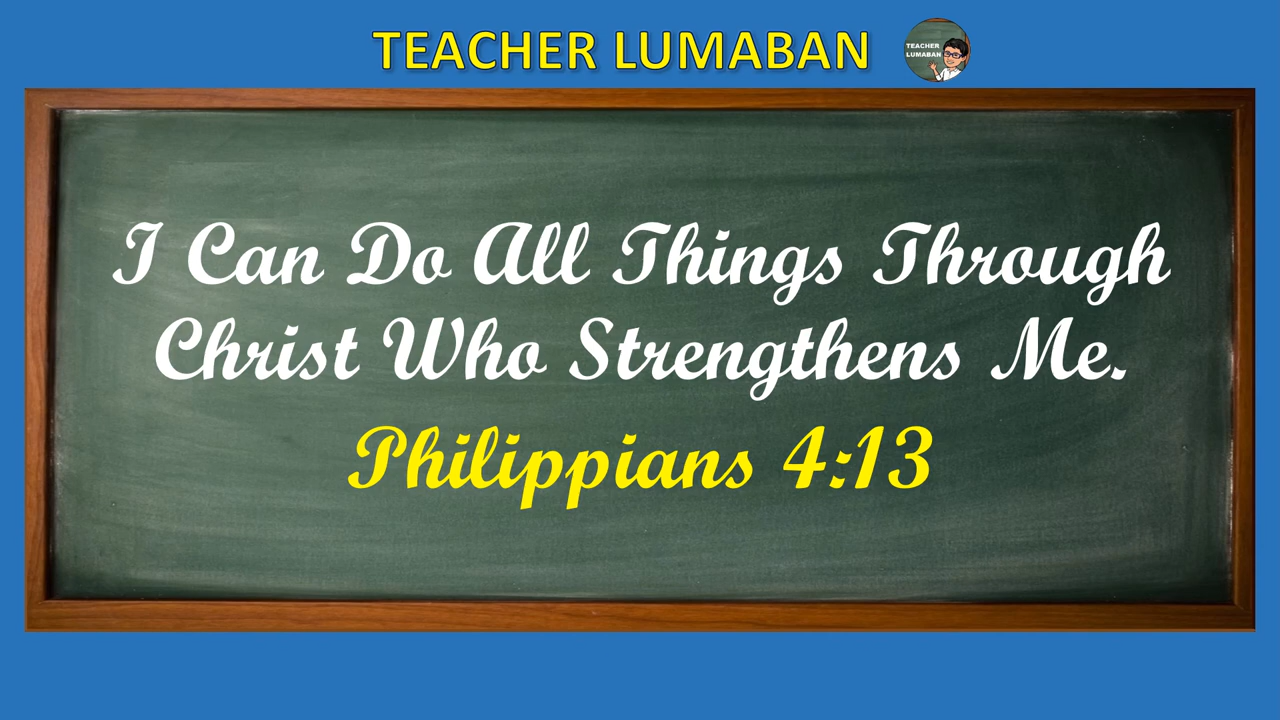 TEACHER LUMABAN
TEACHER
LUMABAN
I Can Do All Things Through
Christ Who Strengthens Me.
Philippians 4:13